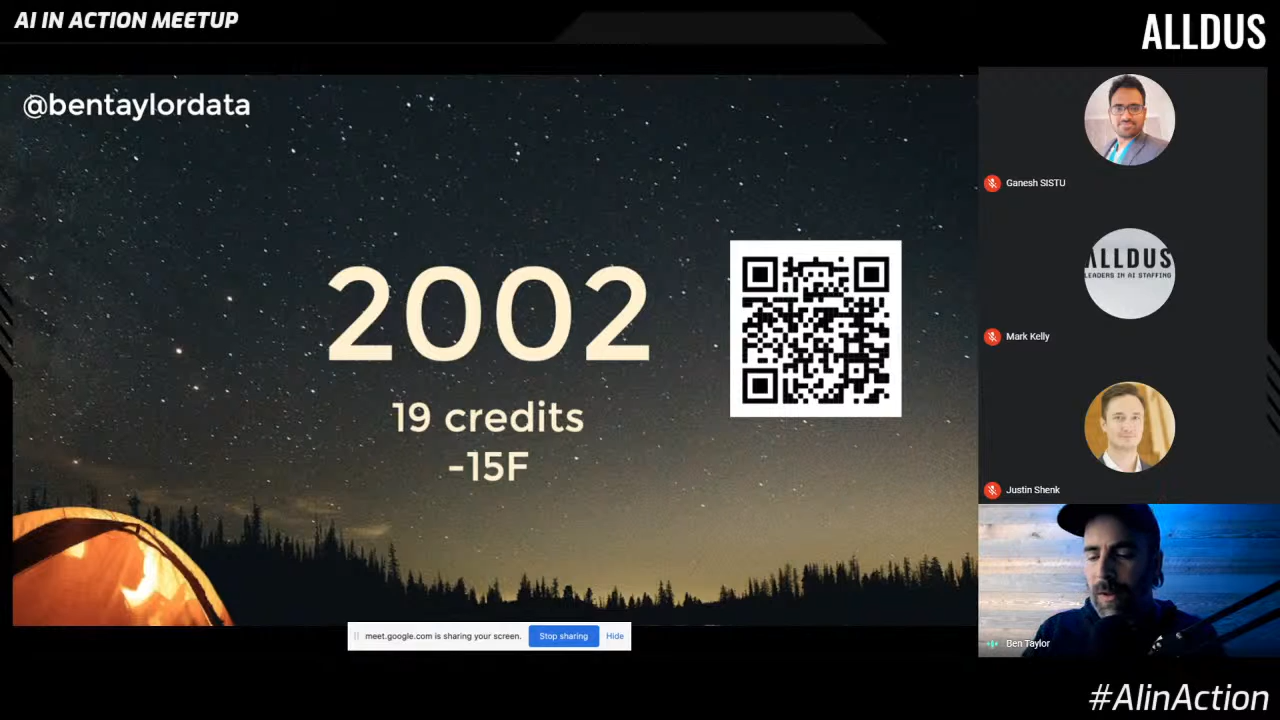 AI IN ACTION MEETUP
ALLDUS
@bentaylordata
2002
19 credits
-15F
Ganesh SISTU
ALLDUS
LEADERS IN AI STAFFING
Mark Kelly
Justin Shenk
Ben Taylor
meet.google.com is sharing your screen.
Stop sharing
Hide
#AIinAction